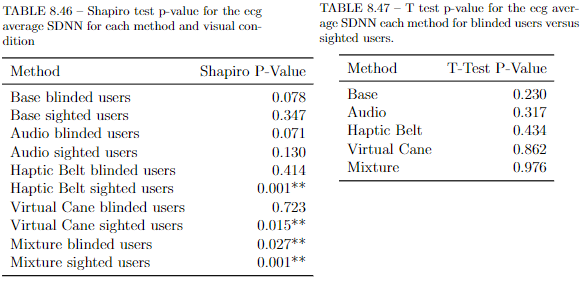 TABLE 8.46 – Shapiro test p-value for the ecg
average SDNN for each method and visual con-
dition
Method Shapiro P-Value
Base blinded users 0.078
Base sighted users 0.347
Audio blinded users 0.071
Audio sighted users 0.130
Haptic Belt blinded users 0.414
Haptic Belt sighted users 0.001**
Virtual Cane blinded users 0.723
Virtual Cane sighted users 0.015**
Mixture blinded users 0.027**
Mixture sighted users 0.001**
TABLE 8.47 – T test p-value for the ecg aver-
age SDNN each method for blinded users versus
sighted users.
Method T-Test P-Value
Base 0.230
Audio 0.317
Haptic Belt 0.434
Virtual Cane 0.862
Mixture 0.976